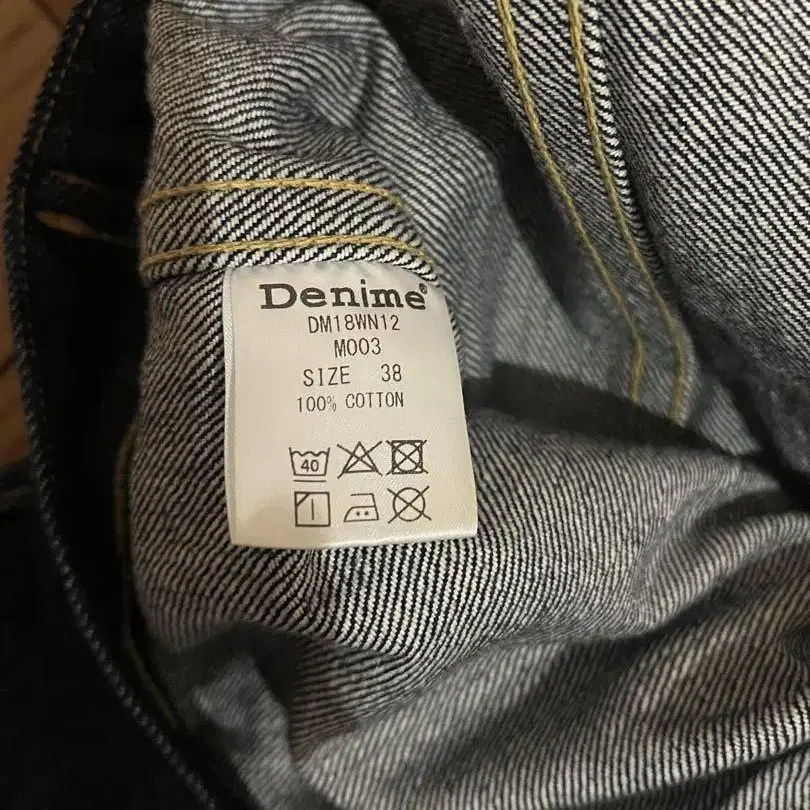 Denime®
DM18WN12
M003
SIZE 38
100% COTTON
40